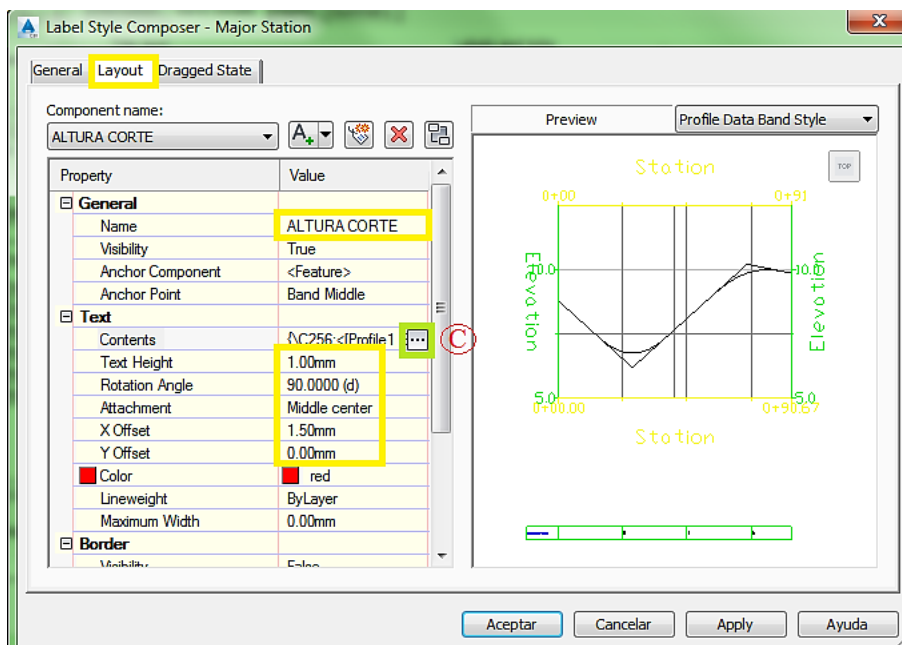 Label Style Composer - Major Station
General Layout Dragged State
Component name:
ALTURA CORTE
Property Value
General
Name ALTURA CORTE
Visibility True
Anchor Component <Feature>
Anchor Point Band Middle
Text
Contents {\C256;<[Profile1 ... C
Text Height 1.00mm
Rotation Angle 90.0000 (d)
Attachment Middle center
X Offset 1.50mm
Y Offset 0.00mm
Color red
Lineweight ByLayer
Maximum Width 0.00mm
Border
Visibility False
Preview Profile Data Band Style
TOP
Station
0+00 0+91
Elevation
Elevation
10.0 10.0
5.0 5.0
0+00.00 0+90.67
Station
Aceptar Cancelar Apply Ayuda